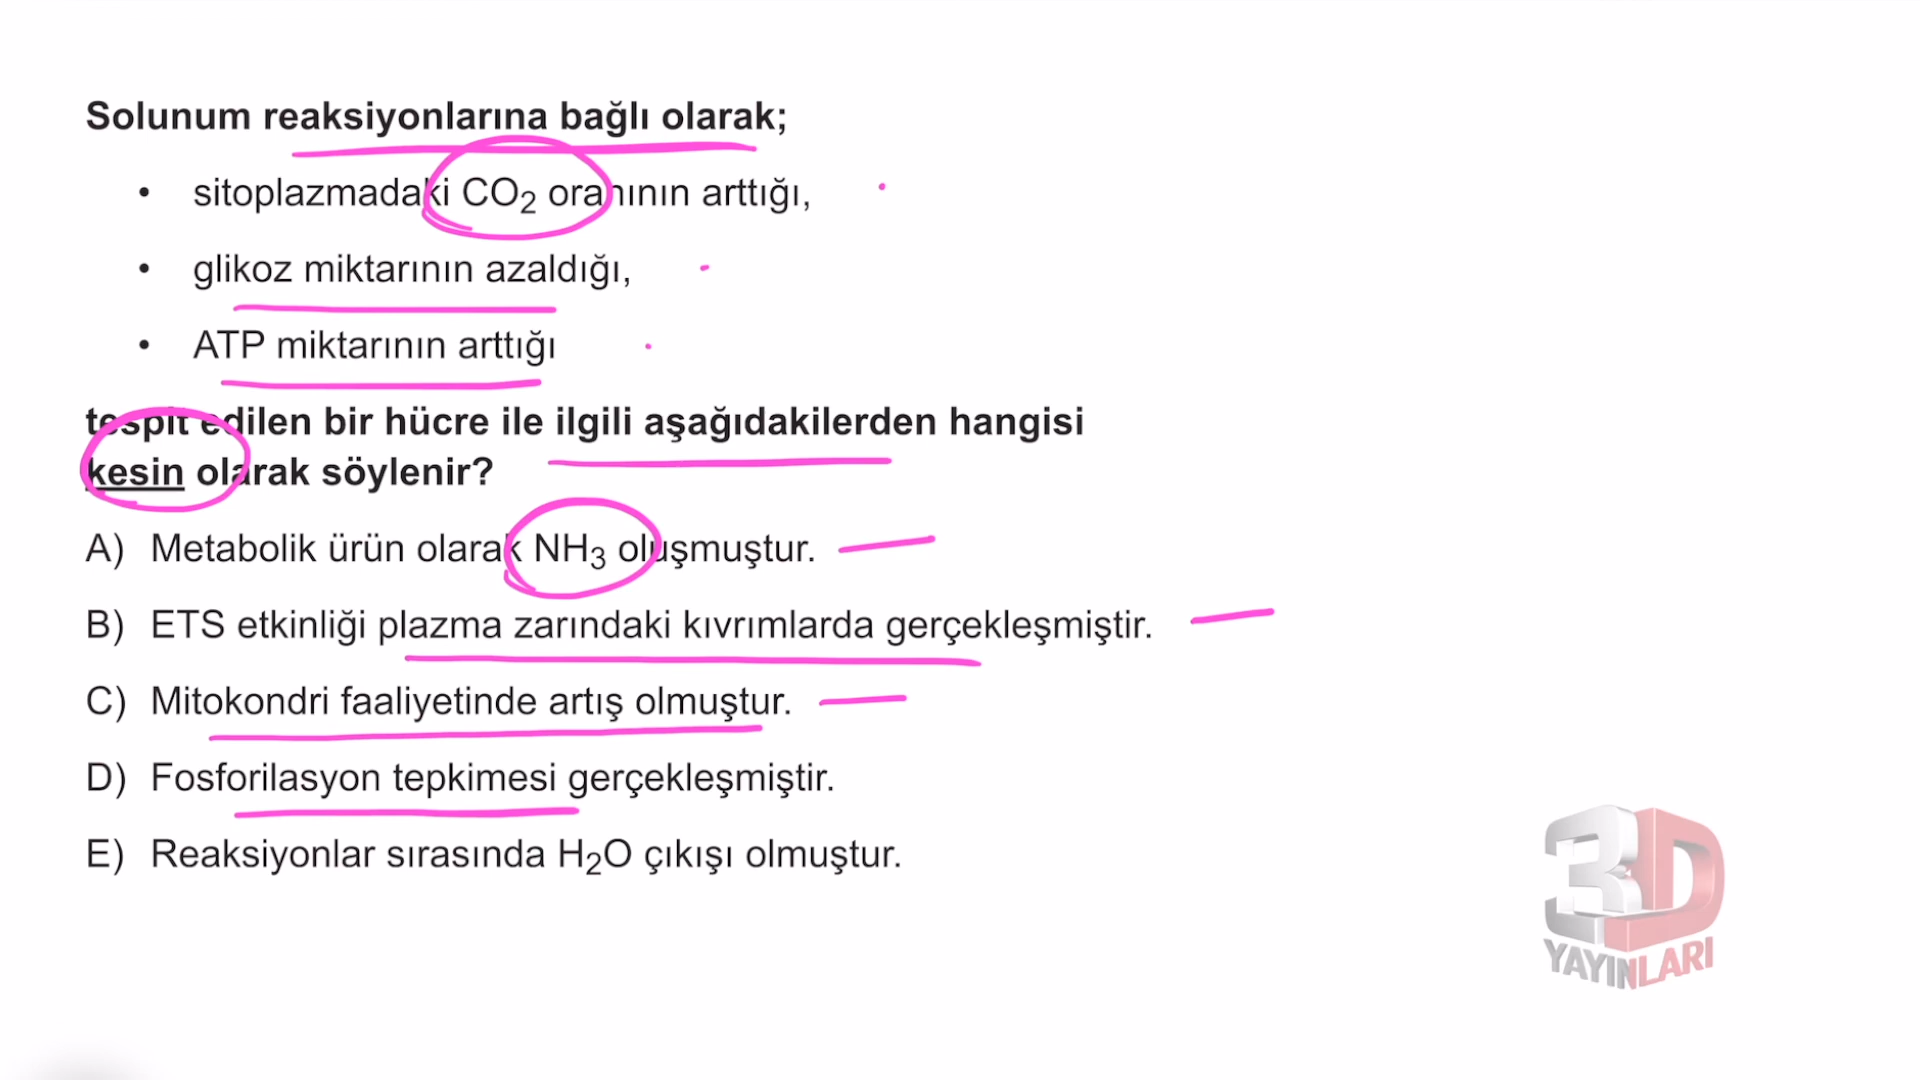 Solunum reaksiyonlarına bağlı olarak;
• sitoplazmadaki CO₂ oranının arttığı,
• glikoz miktarının azaldığı,
• ATP miktarının arttığı
tespit edilen bir hücre ile ilgili aşağıdakilerden hangisi
kesin olarak söylenir?
A) Metabolik ürün olarak NH₃ oluşmuştur.
B) ETS etkinliği plazma zarındaki kıvrımlarda gerçekleşmiştir.
C) Mitokondri faaliyetinde artış olmuştur.
D) Fosforilasyon tepkimesi gerçekleşmiştir.
E) Reaksiyonlar sırasında H₂O çıkışı olmuştur.
3D
YAYINLARI